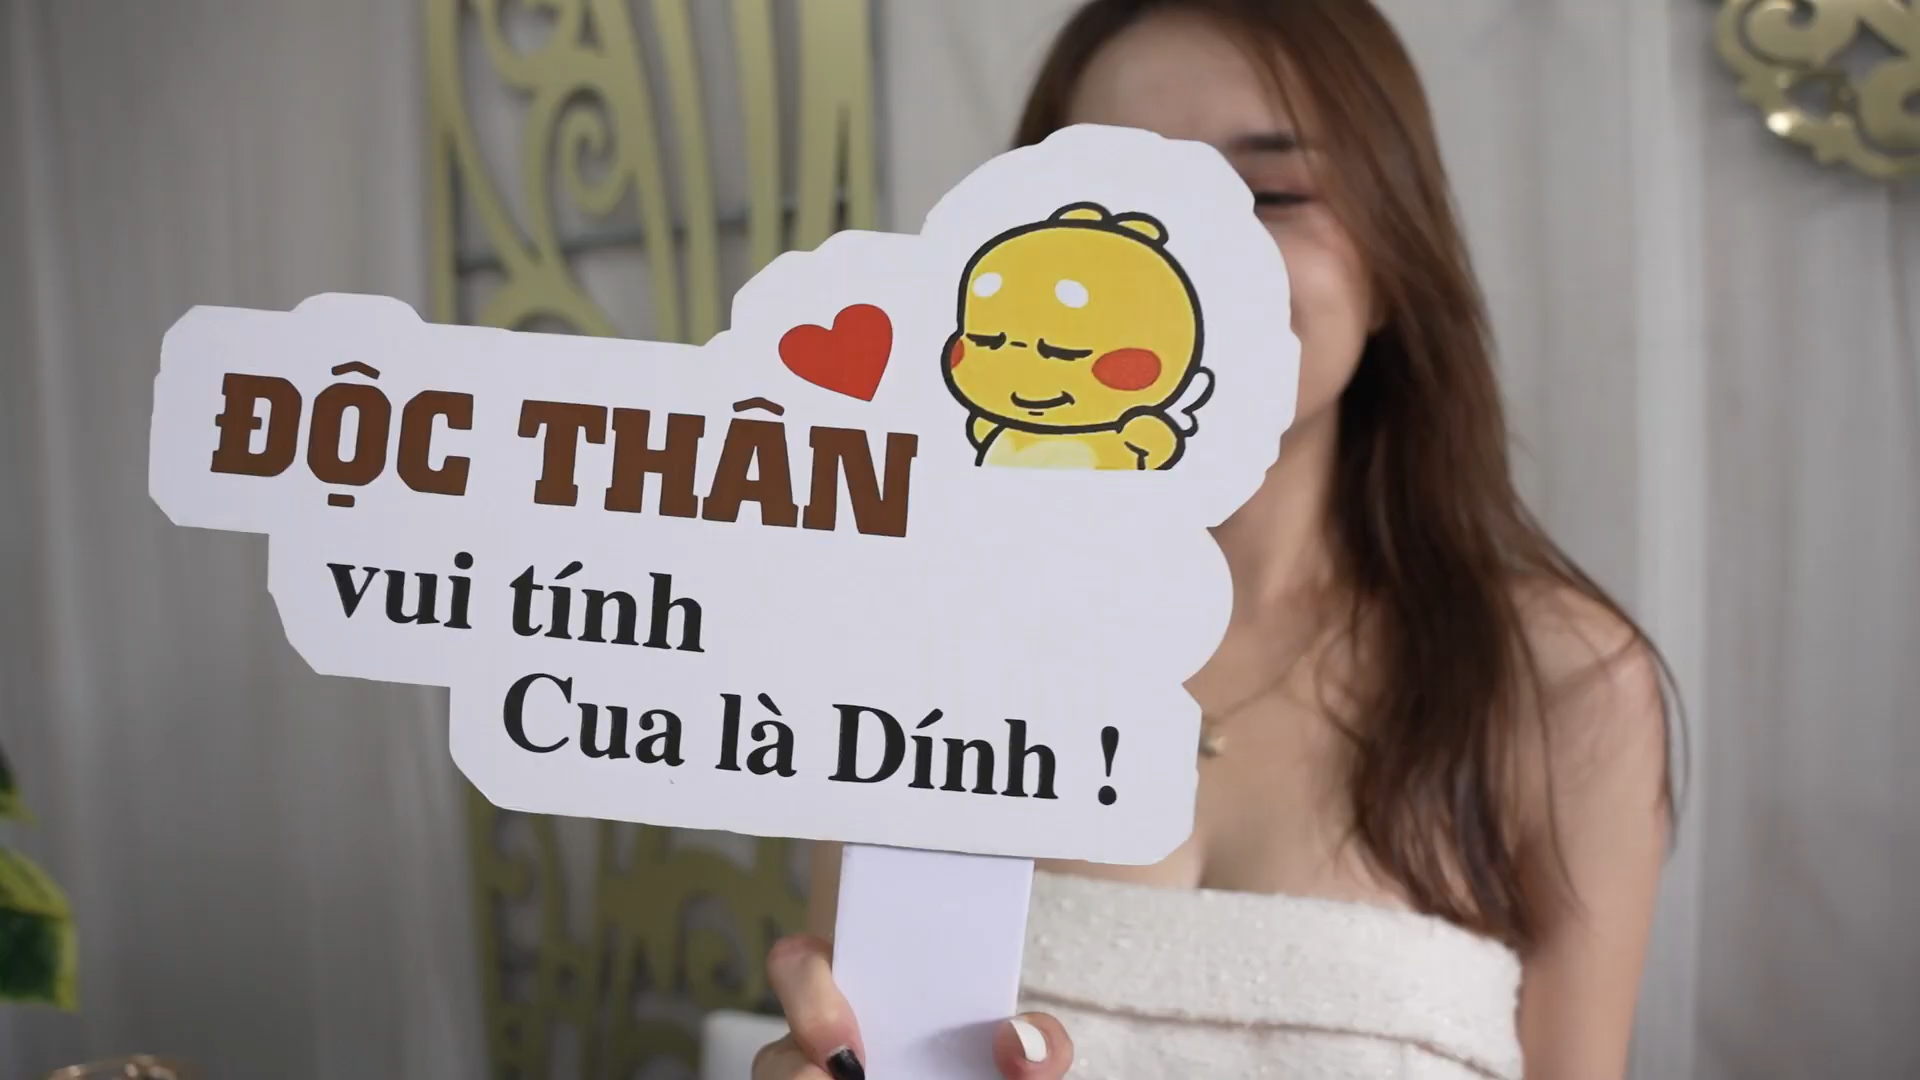 ĐỘC THÂN
vui tính
Cua là Dính !